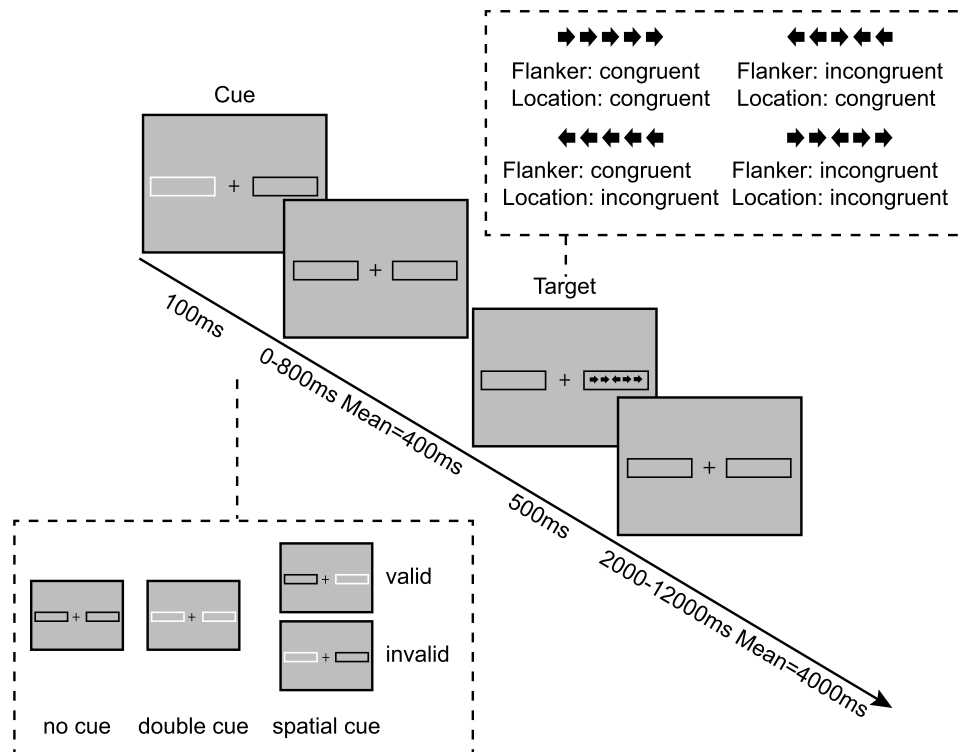 Flanker: congruent
Location: congruent
Flanker: incongruent
Location: congruent
Flanker: congruent
Location: incongruent
Flanker: incongruent
Location: incongruent
Cue
Target
100ms
0-800ms Mean=400ms
500ms
2000-12000ms Mean=4000ms
valid
invalid
no cue
double cue
spatial cue